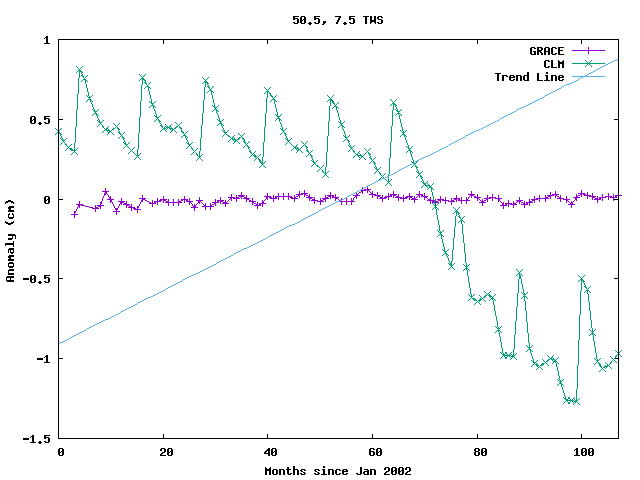 50.5, 7.5 TWS
GRACE
CLM
Trend Line
1
0.5
0
-0.5
-1
-1.5
Anomaly (cm)
0 20 40 60 80 100
Months since Jan 2002